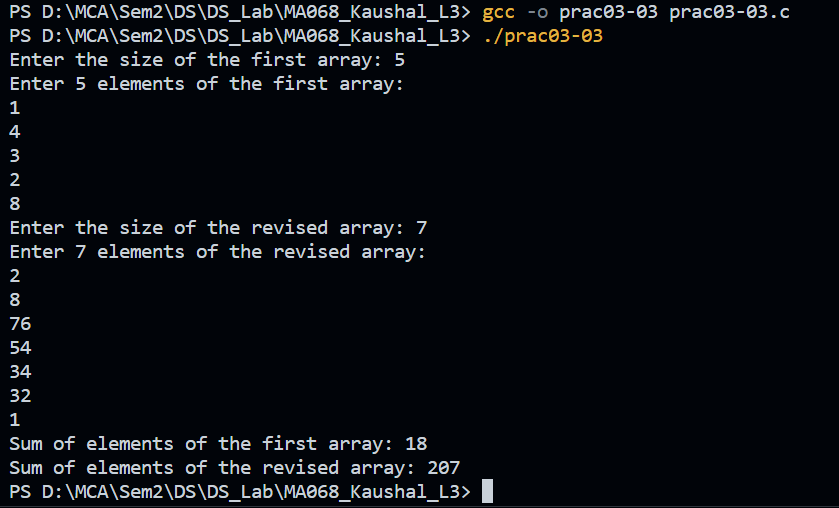 PS D:\MCA\Sem2\DS\DS_Lab\MA068_Kaushal_L3> gcc -o prac03-03 prac03-03.c
PS D:\MCA\Sem2\DS\DS_Lab\MA068_Kaushal_L3> ./prac03-03
Enter the size of the first array: 5
Enter 5 elements of the first array:
1
4
3
2
8
Enter the size of the revised array: 7
Enter 7 elements of the revised array:
2
8
76
54
34
32
1
Sum of elements of the first array: 18
Sum of elements of the revised array: 207
PS D:\MCA\Sem2\DS\DS_Lab\MA068_Kaushal_L3>